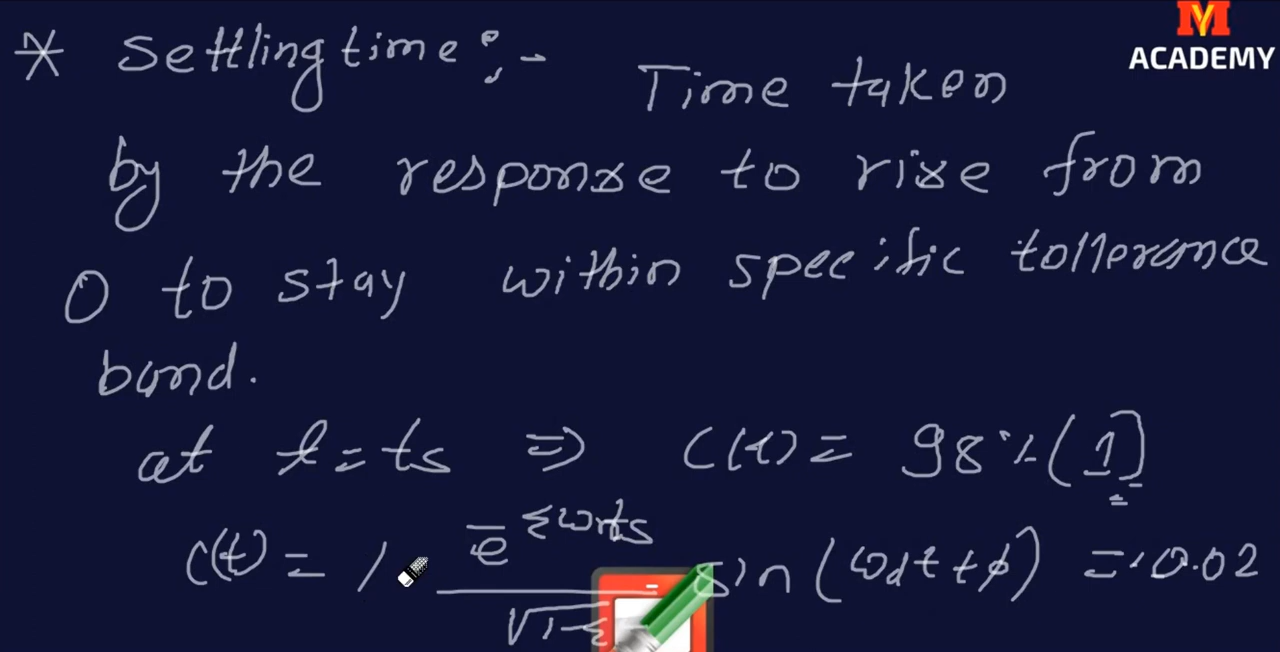 M
ACADEMY
* Settling time :- Time taken
by the response to rise from
0 to stay within specific tollerance
band.
at t = ts => c(t) = 98%(1)
c(t) = 1 e^-ξωnts / √1-ξ sin(ωdt+φ) = 0.02